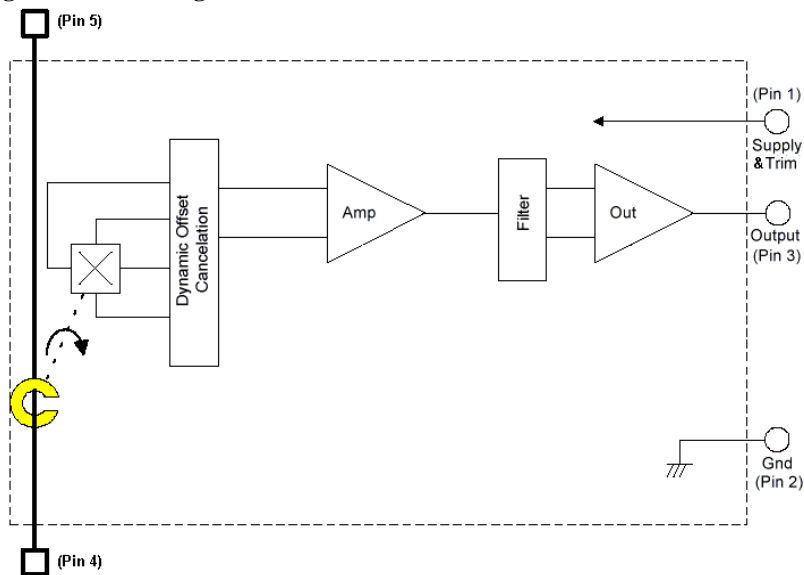 (Pin 5)
(Pin 1)
Supply
&Trim
Dynamic Offset
Cancelation
Amp
Filter
Out
Output
(Pin 3)
Gnd
(Pin 2)
(Pin 4)